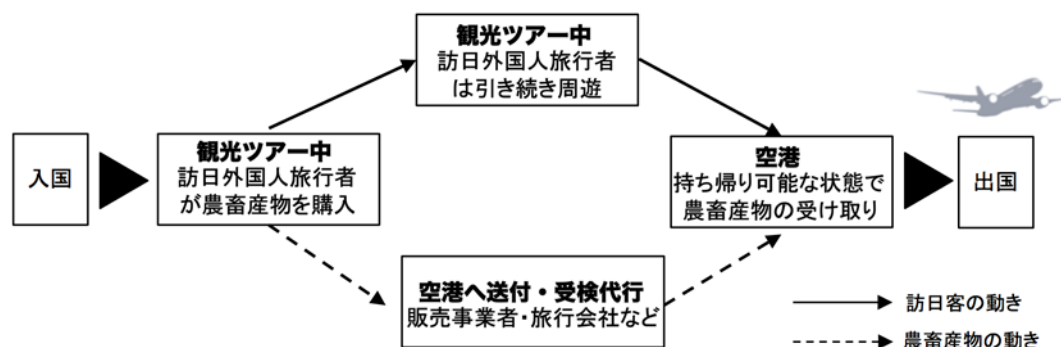 観光ツアー中
訪日外国人旅行者
は引き続き周遊
入国
観光ツアー中
訪日外国人旅行者
が農畜産物を購入
空港
持ち帰り可能な状態で
農畜産物の受け取り
出国
空港へ送付・受検代行
販売事業者・旅行会社など
訪日客の動き
農畜産物の動き